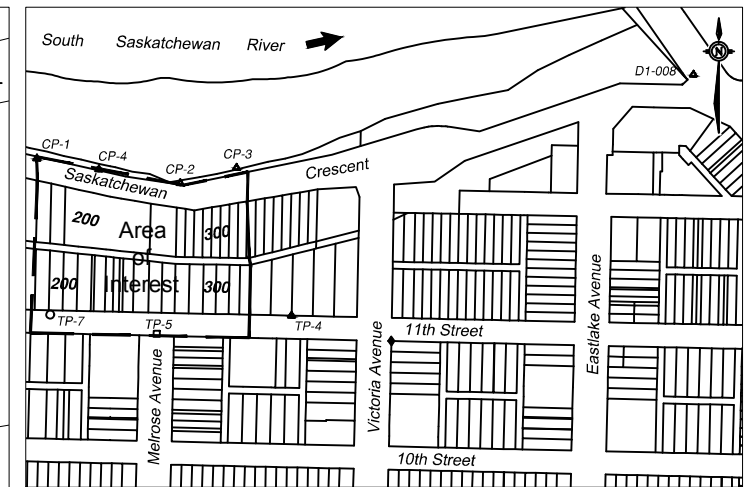 South Saskatchewan River
N
D1-008
CP-1
CP-4
CP-2
CP-3
Saskatchewan Crescent
200
Area
300
of
200
Interest
300
TP-7
TP-5
TP-4
11th Street
Melrose Avenue
Victoria Avenue
Eastlake Avenue
10th Street